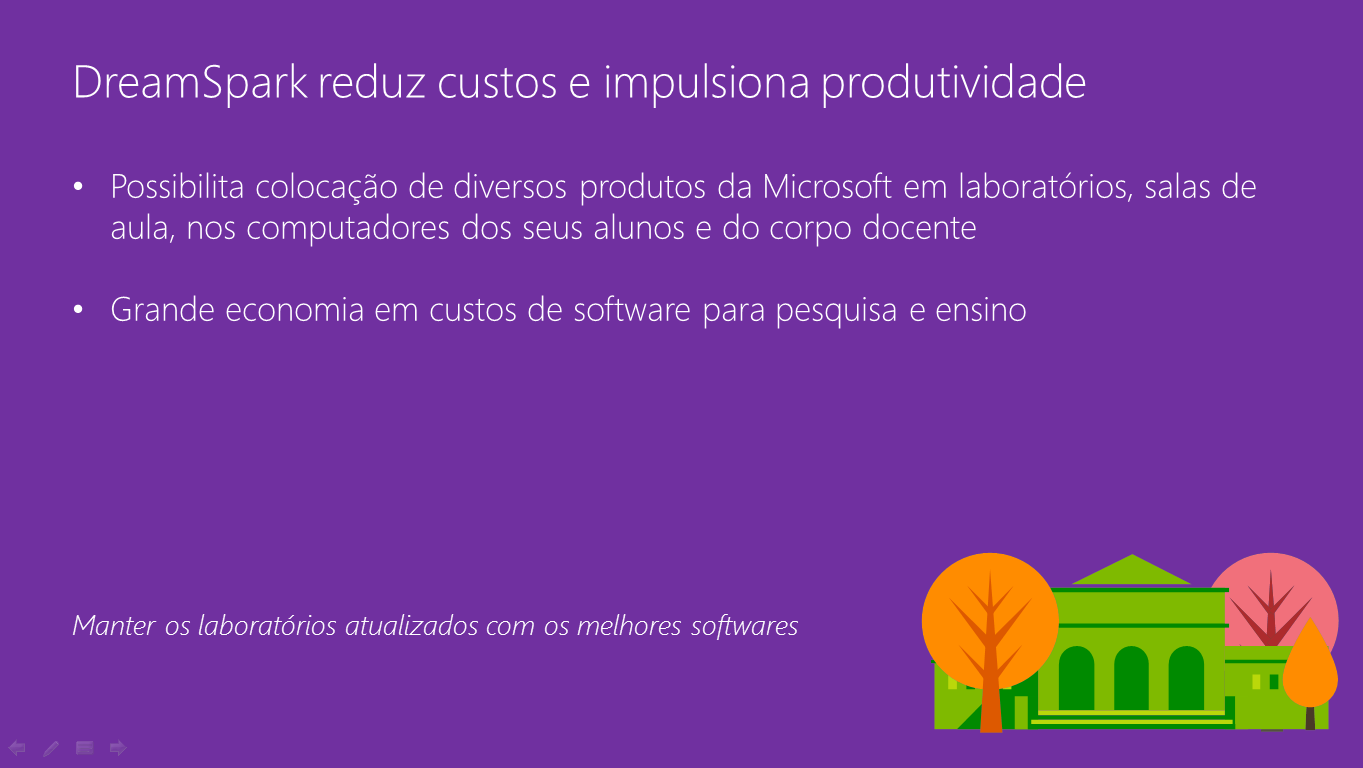 DreamSpark reduz custos e impulsiona produtividade
• Possibilita colocação de diversos produtos da Microsoft em laboratórios, salas de
aula, nos computadores dos seus alunos e do corpo docente
• Grande economia em custos de software para pesquisa e ensino
Manter os laboratórios atualizados com os melhores softwares